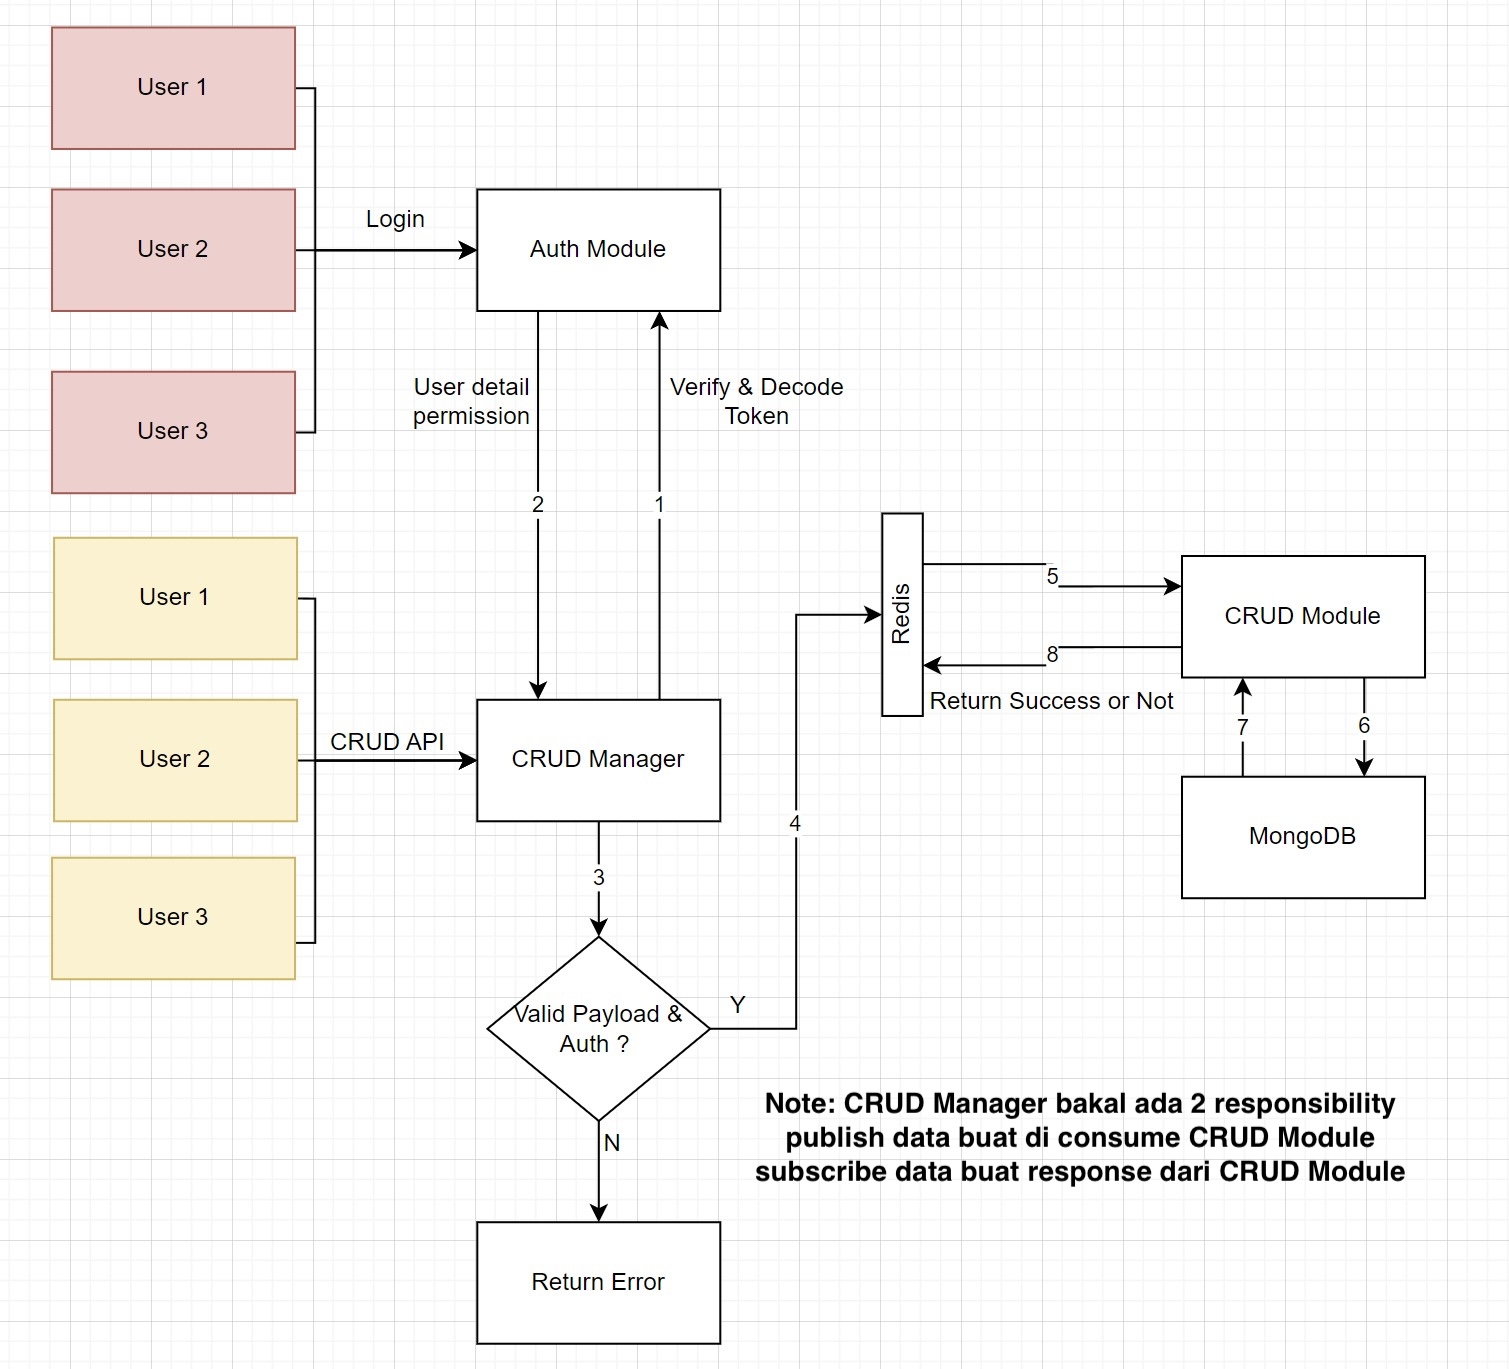 User 1
User 2
User 3
Login
Auth Module
User detail
permission
Verify & Decode
Token
2
1
User 1
User 2
User 3
CRUD API
CRUD Manager
3
Valid Payload &
Auth ?
Y
N
Return Error
4
Redis
5
8
Return Success or Not
CRUD Module
7
6
MongoDB
Note: CRUD Manager bakal ada 2 responsibility
publish data buat di consume CRUD Module
subscribe data buat response dari CRUD Module